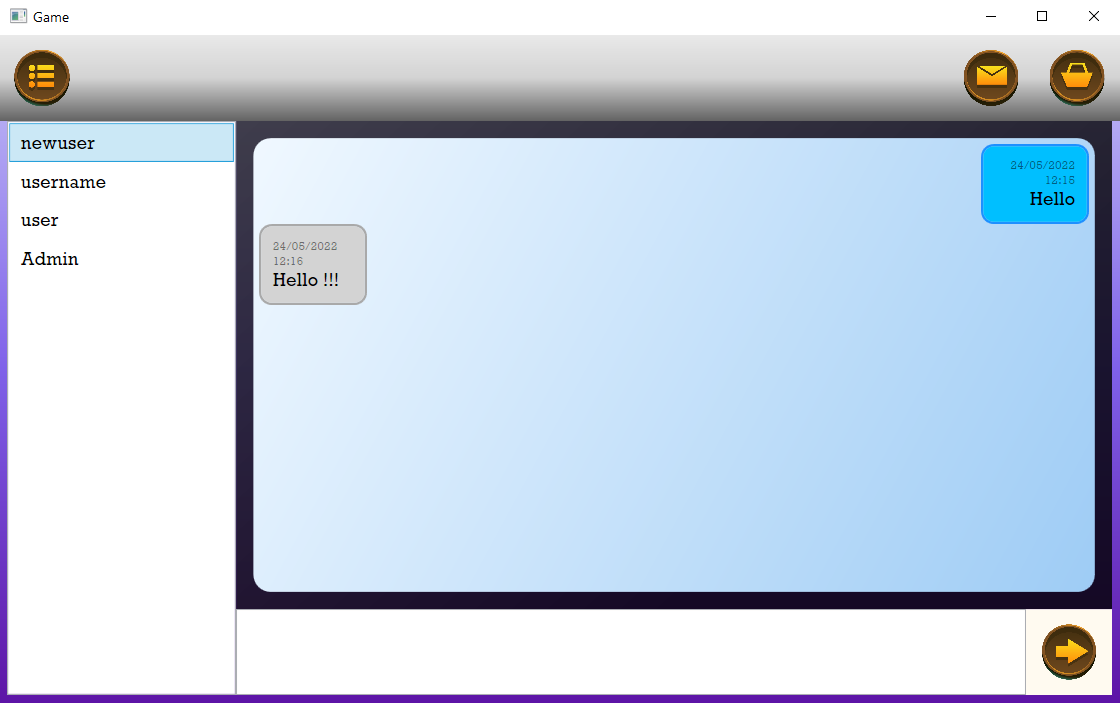 Game
newuser
username
user
Admin
24/05/2022
12:15
Hello
24/05/2022
12:16
Hello !!!